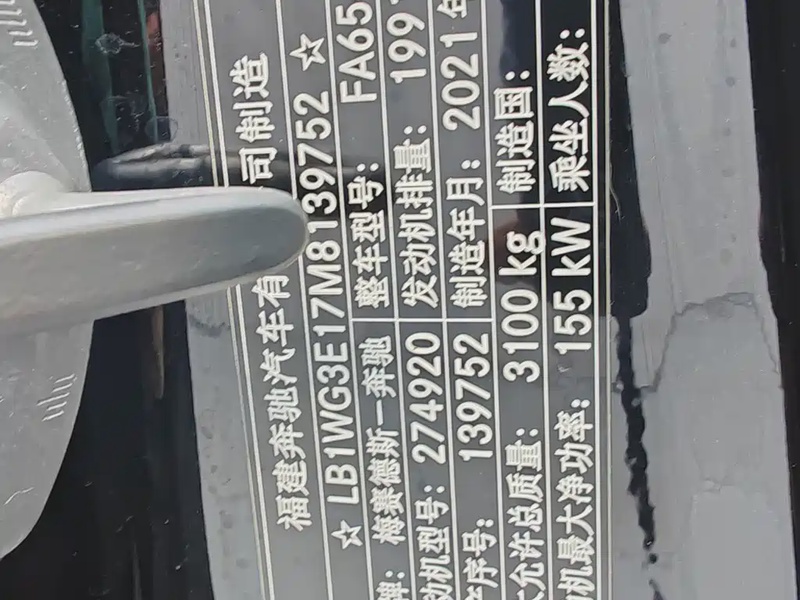 福建奔驰汽车有 司制造
☆ LB1WG3E17M8139752 ☆
牌: 梅赛德斯一奔驰 整车型号: FA65
动机型号: 274920 发动机排量: 199
序号: 139752 制造年月: 2021年
允许总质量: 3100 kg 制造国:
机最大净功率: 155 kW 乘坐人数: